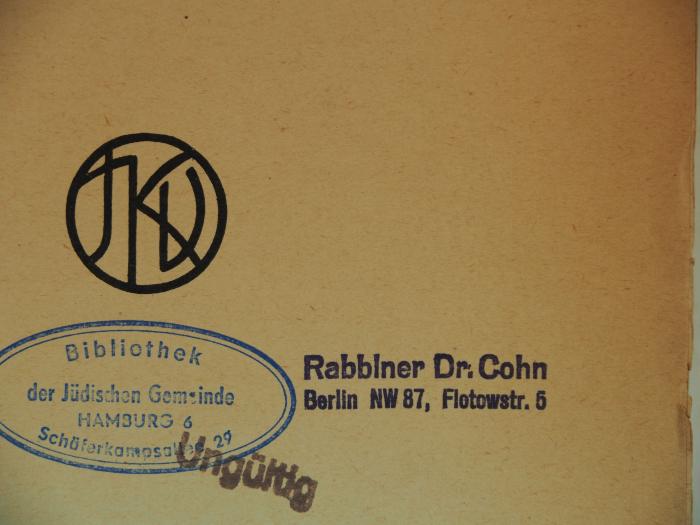 JKV
Bibliothek
der Jüdischen Gemeinde
HAMBURG 6
Schäferkampsallee 29
Ungültig
Rabbiner Dr. Cohn
Berlin NW 87, Flotowstr. 5